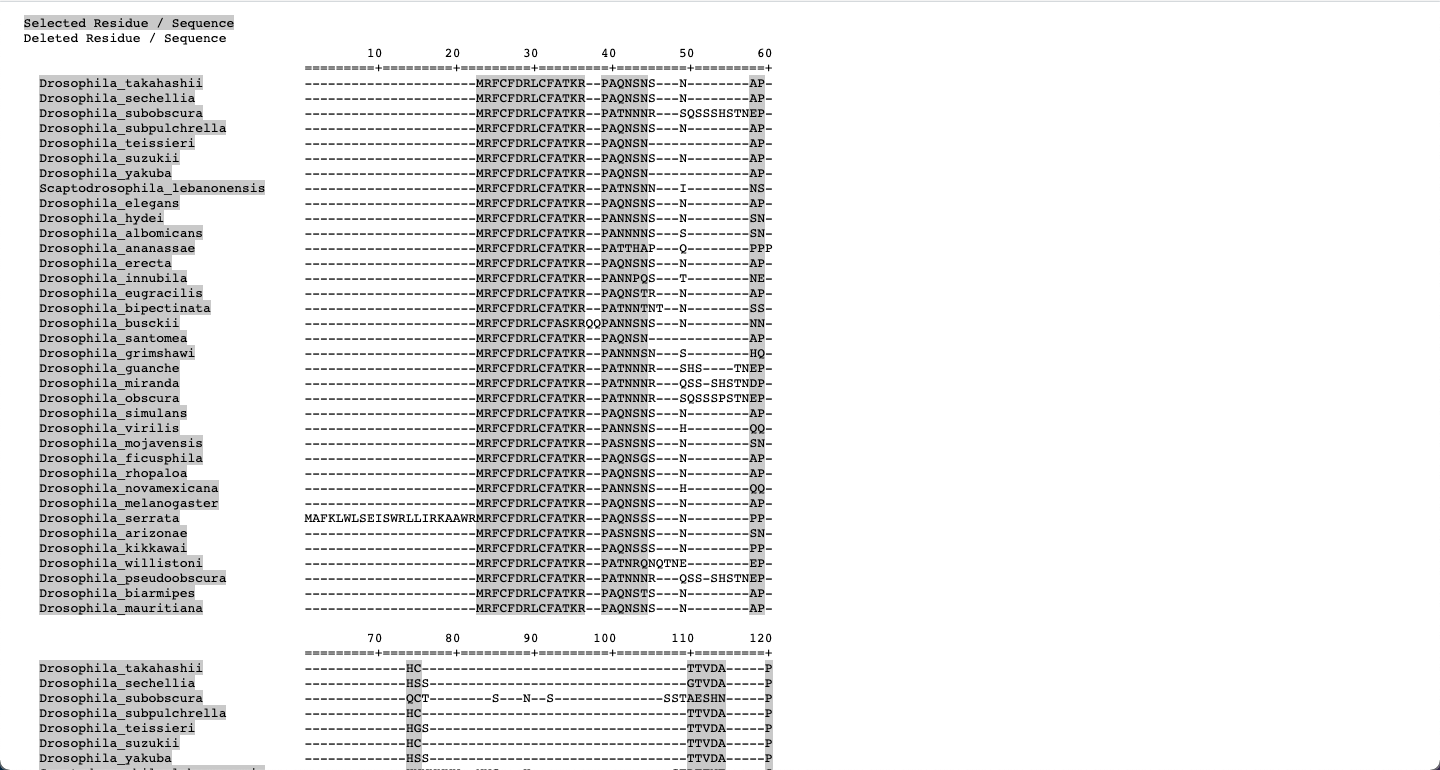 Selected Residue / Sequence
Deleted Residue / Sequence
10 20 30 40 50 60
=========+=========+=========+=========+=========+=========+
Drosophila_takahashii ----------------------MRFCFDRLCFATKR--PAQNSNS---N--------AP-
Drosophila_sechellia ----------------------MRFCFDRLCFATKR--PAQNSNS---N--------AP-
Drosophila_subobscura ----------------------MRFCFDRLCFATKR--PATNNNR---SQSSSHSTNEP-
Drosophila_subpulchrella ----------------------MRFCFDRLCFATKR--PAQNSNS---N--------AP-
Drosophila_teissieri ----------------------MRFCFDRLCFATKR--PAQNSN-------------AP-
Drosophila_suzukii ----------------------MRFCFDRLCFATKR--PAQNSNS---N--------AP-
Drosophila_yakuba ----------------------MRFCFDRLCFATKR--PAQNSN-------------AP-
Scaptodrosophila_lebanonensis ----------------------MRFCFDRLCFATKR--PATNSNN---I--------NS-
Drosophila_elegans ----------------------MRFCFDRLCFATKR--PAQNSNS---N--------AP-
Drosophila_hydei ----------------------MRFCFDRLCFATKR--PANNSNS---S--------SN-
Drosophila_albomicans ----------------------MRFCFDRLCFATKR--PANNNNS---S--------SN-
Drosophila_ananassae ----------------------MRFCFDRLCFATKR--PATTHAP---Q--------PPP
Drosophila_erecta ----------------------MRFCFDRLCFATKR--PAQNSNS---N--------AP-
Drosophila_innubila ----------------------MRFCFDRLCFATKR--PANNPQS---T--------NE-
Drosophila_eugracilis ----------------------MRFCFDRLCFATKR--PAQNSTR---N--------AP-
Drosophila_bipectinata ----------------------MRFCFDRLCFATKR--PATNNTNT--N--------SS-
Drosophila_busckii ----------------------MRFCFDRLCFASKRQQPANNSNS---N--------NN-
Drosophila_santomea ----------------------MRFCFDRLCFATKR--PAQNSN-------------AP-
Drosophila_grimshawi ----------------------MRFCFDRLCFATKR--PANNNSN---S--------HQ-
Drosophila_guanche ----------------------MRFCFDRLCFATKR--PATNNNR---SHS----TNEP-
Drosophila_miranda ----------------------MRFCFDRLCFATKR--PATNNNR---QSS-SHSTNDP-
Drosophila_obscura ----------------------MRFCFDRLCFATKR--PATNNNR---SQSSSPSTNEP-
Drosophila_simulans ----------------------MRFCFDRLCFATKR--PAQNSNS---N--------AP-
Drosophila_virilis ----------------------MRFCFDRLCFATKR--PANNSNS---H--------QQ-
Drosophila_mojavensis ----------------------MRFCFDRLCFATKR--PASNSNS---N--------SN-
Drosophila_ficusphila ----------------------MRFCFDRLCFATKR--PAQNSGS---N--------AP-
Drosophila_rhopaloa ----------------------MRFCFDRLCFATKR--PAQNSNS---N--------AP-
Drosophila_novamexicana ----------------------MRFCFDRLCFATKR--PANNSNS---H--------QQ-
Drosophila_melanogaster ----------------------MRFCFDRLCFATKR--PAQNSNS---N--------AP-
Drosophila_serrata MAFKLWLSEISWRLLIRKAAWRMRFCFDRLCFATKR--PAQNSSS---N--------PP-
Drosophila_arizonae ----------------------MRFCFDRLCFATKR--PASNSNS---N--------SN-
Drosophila_kikkawai ----------------------MRFCFDRLCFATKR--PAQNSSS---N--------PP-
Drosophila_willistoni ----------------------MRFCFDRLCFATKR--PATNRQNQTNE--------EP-
Drosophila_pseudoobscura ----------------------MRFCFDRLCFATKR--PATNNNR---QSS-SHSTNEP-
Drosophila_biarmipes ----------------------MRFCFDRLCFATKR--PAQNSTS---N--------AP-
Drosophila_mauritiana ----------------------MRFCFDRLCFATKR--PAQNSNS---N--------AP-
70 80 90 100 110 120
=========+=========+=========+=========+=========+=========+
Drosophila_takahashii -------------HC----------------------------------TTVDA-----P
Drosophila_sechellia -------------HSS---------------------------------GTVDA-----P
Drosophila_subobscura -------------QCT--------S---N--S--------------SSTAESHN-----P
Drosophila_subpulchrella -------------HC----------------------------------TTVDA-----P
Drosophila_teissieri -------------HGS---------------------------------TTVDA-----P
Drosophila_suzukii -------------HC----------------------------------TTVDA-----P
Drosophila_yakuba -------------HSS---------------------------------TTVDA-----P